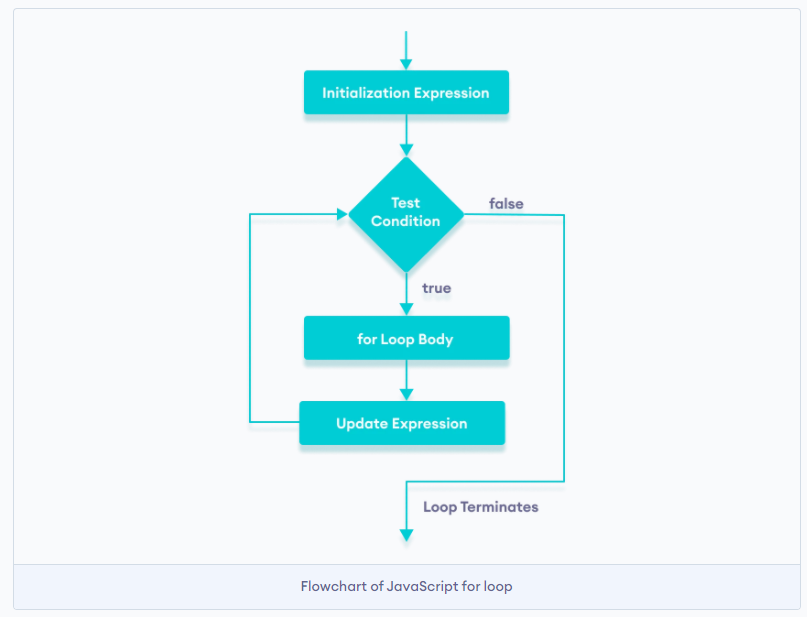 Initialization Expression
Test
Condition
false
true
for Loop Body
Update Expression
Loop Terminates
Flowchart of JavaScript for loop